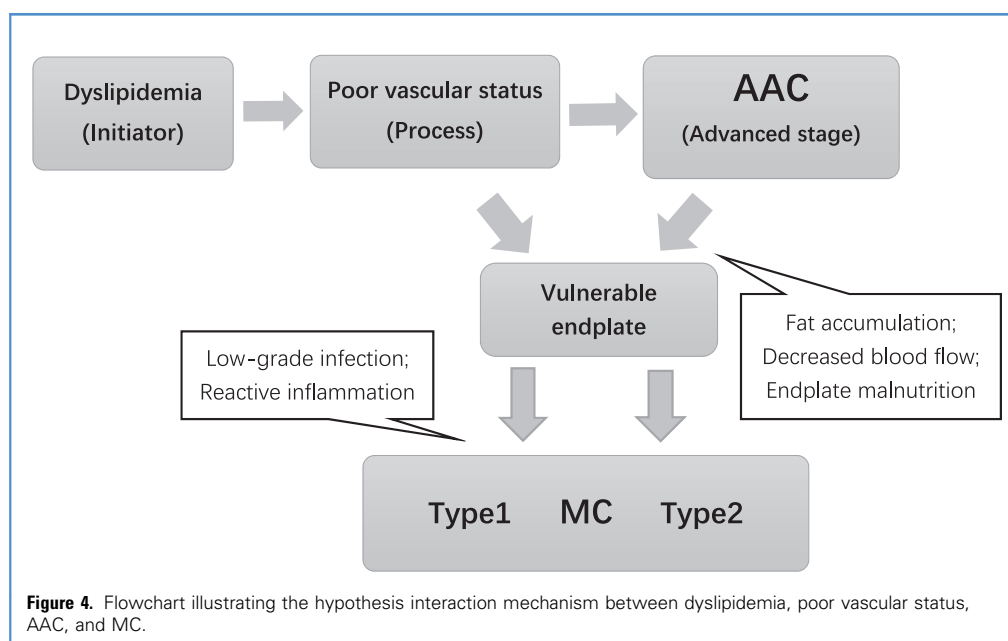 Dyslipidemia
(Initiator)
Poor vascular status
(Process)
AAC
(Advanced stage)
Vulnerable
endplate
Low-grade infection;
Reactive inflammation
Fat accumulation;
Decreased blood flow;
Endplate malnutrition
Type1 MC Type2
Figure 4. Flowchart illustrating the hypothesis interaction mechanism between dyslipidemia, poor vascular status,
AAC, and MC.